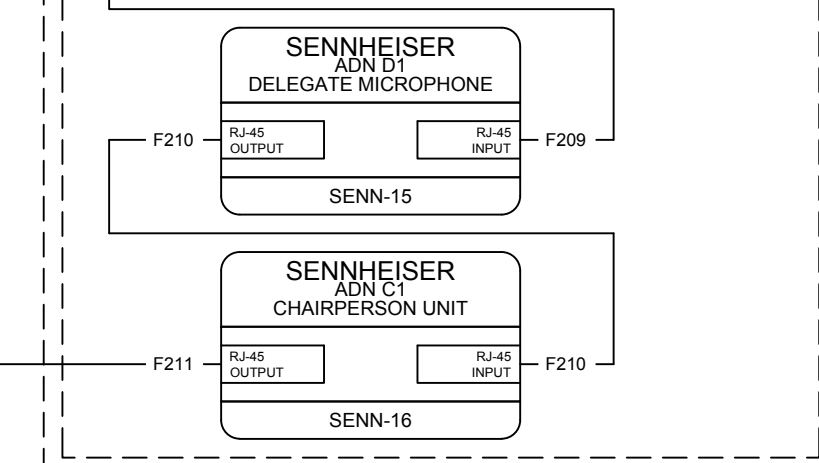 SENNHEISER
ADN D1
DELEGATE MICROPHONE
F210
RJ-45
OUTPUT
RJ-45
INPUT
F209
SENN-15
SENNHEISER
ADN C1
CHAIRPERSON UNIT
F211
RJ-45
OUTPUT
RJ-45
INPUT
F210
SENN-16